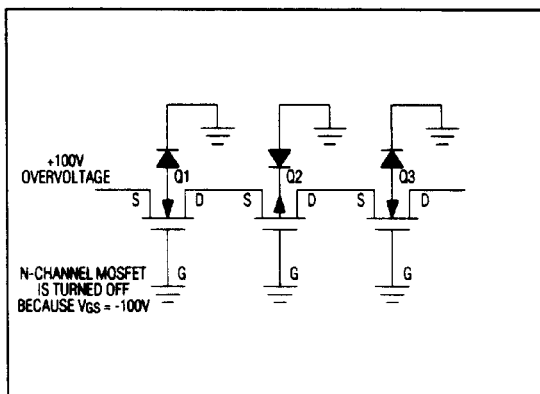 +100V
OVERVOLTAGE
Q1
Q2
Q3
S
D
S
D
S
D
G
G
G
N-CHANNEL MOSFET
IS TURNED OFF
BECAUSE VGS = -100V